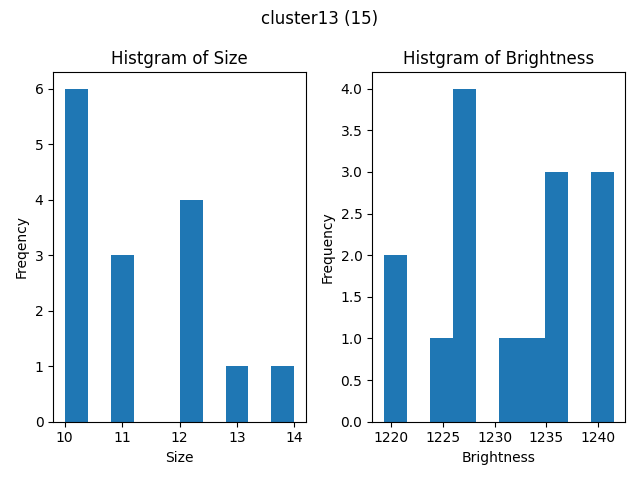 cluster13 (15)
Histgram of Size
Freqency
6
5
4
3
2
1
0
10 11 12 13 14
Size
Histgram of Brightness
Frequency
4.0
3.5
3.0
2.5
2.0
1.5
1.0
0.5
0.0
1220 1225 1230 1235 1240
Brightness